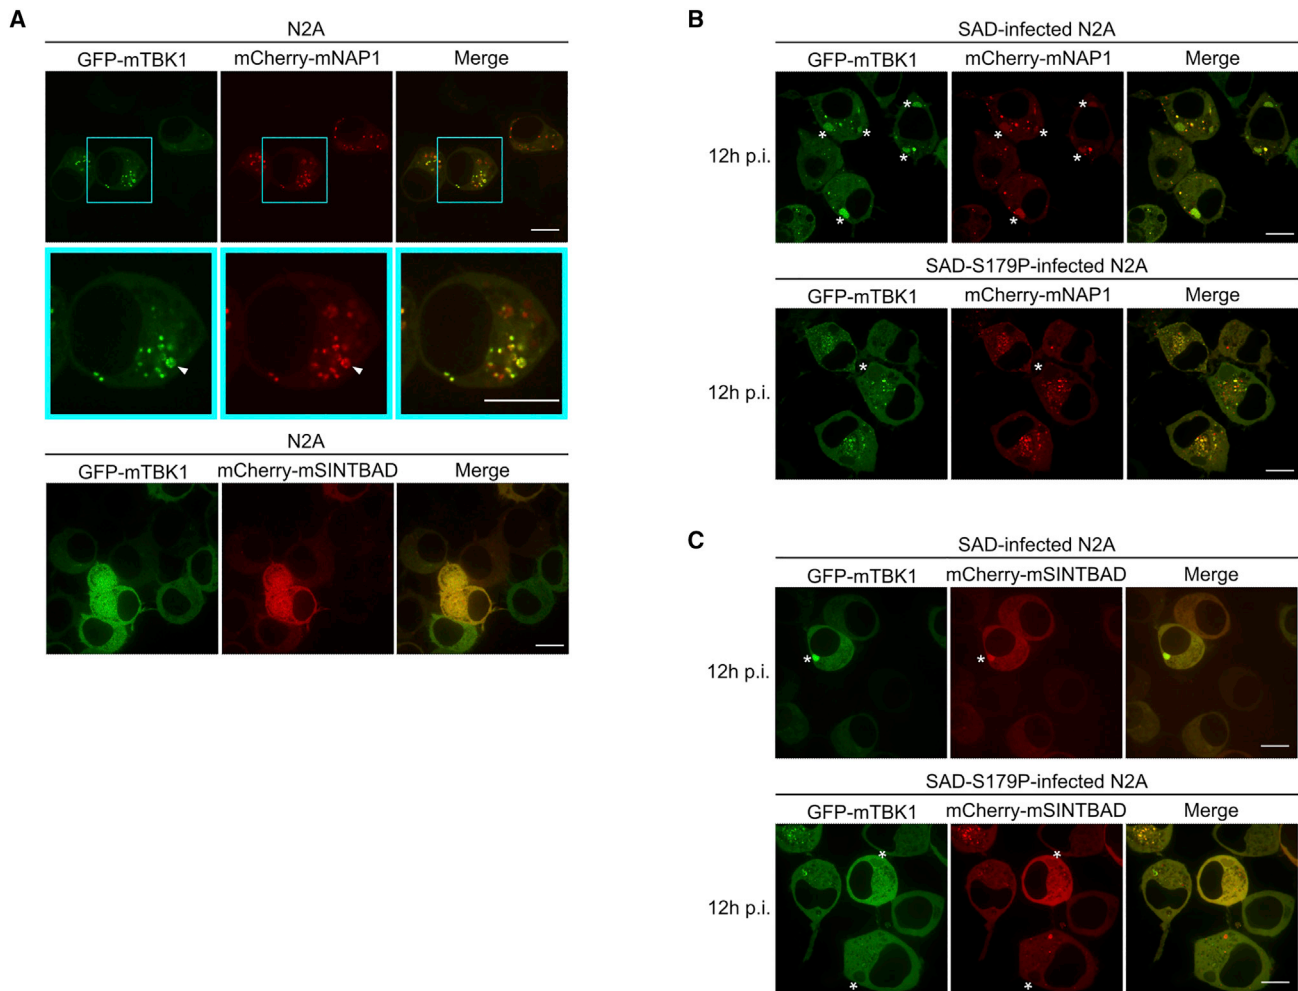 A
N2A
GFP-mTBK1 mCherry-mNAP1 Merge
N2A
GFP-mTBK1 mCherry-mSINTBAD Merge
B
SAD-infected N2A
GFP-mTBK1 mCherry-mNAP1 Merge
* * * * * * * * * *
12h p.i.
SAD-S179P-infected N2A
GFP-mTBK1 mCherry-mNAP1 Merge
* *
12h p.i.
C
SAD-infected N2A
GFP-mTBK1 mCherry-mSINTBAD Merge
* *
12h p.i.
SAD-S179P-infected N2A
GFP-mTBK1 mCherry-mSINTBAD Merge
* *
12h p.i.
* *